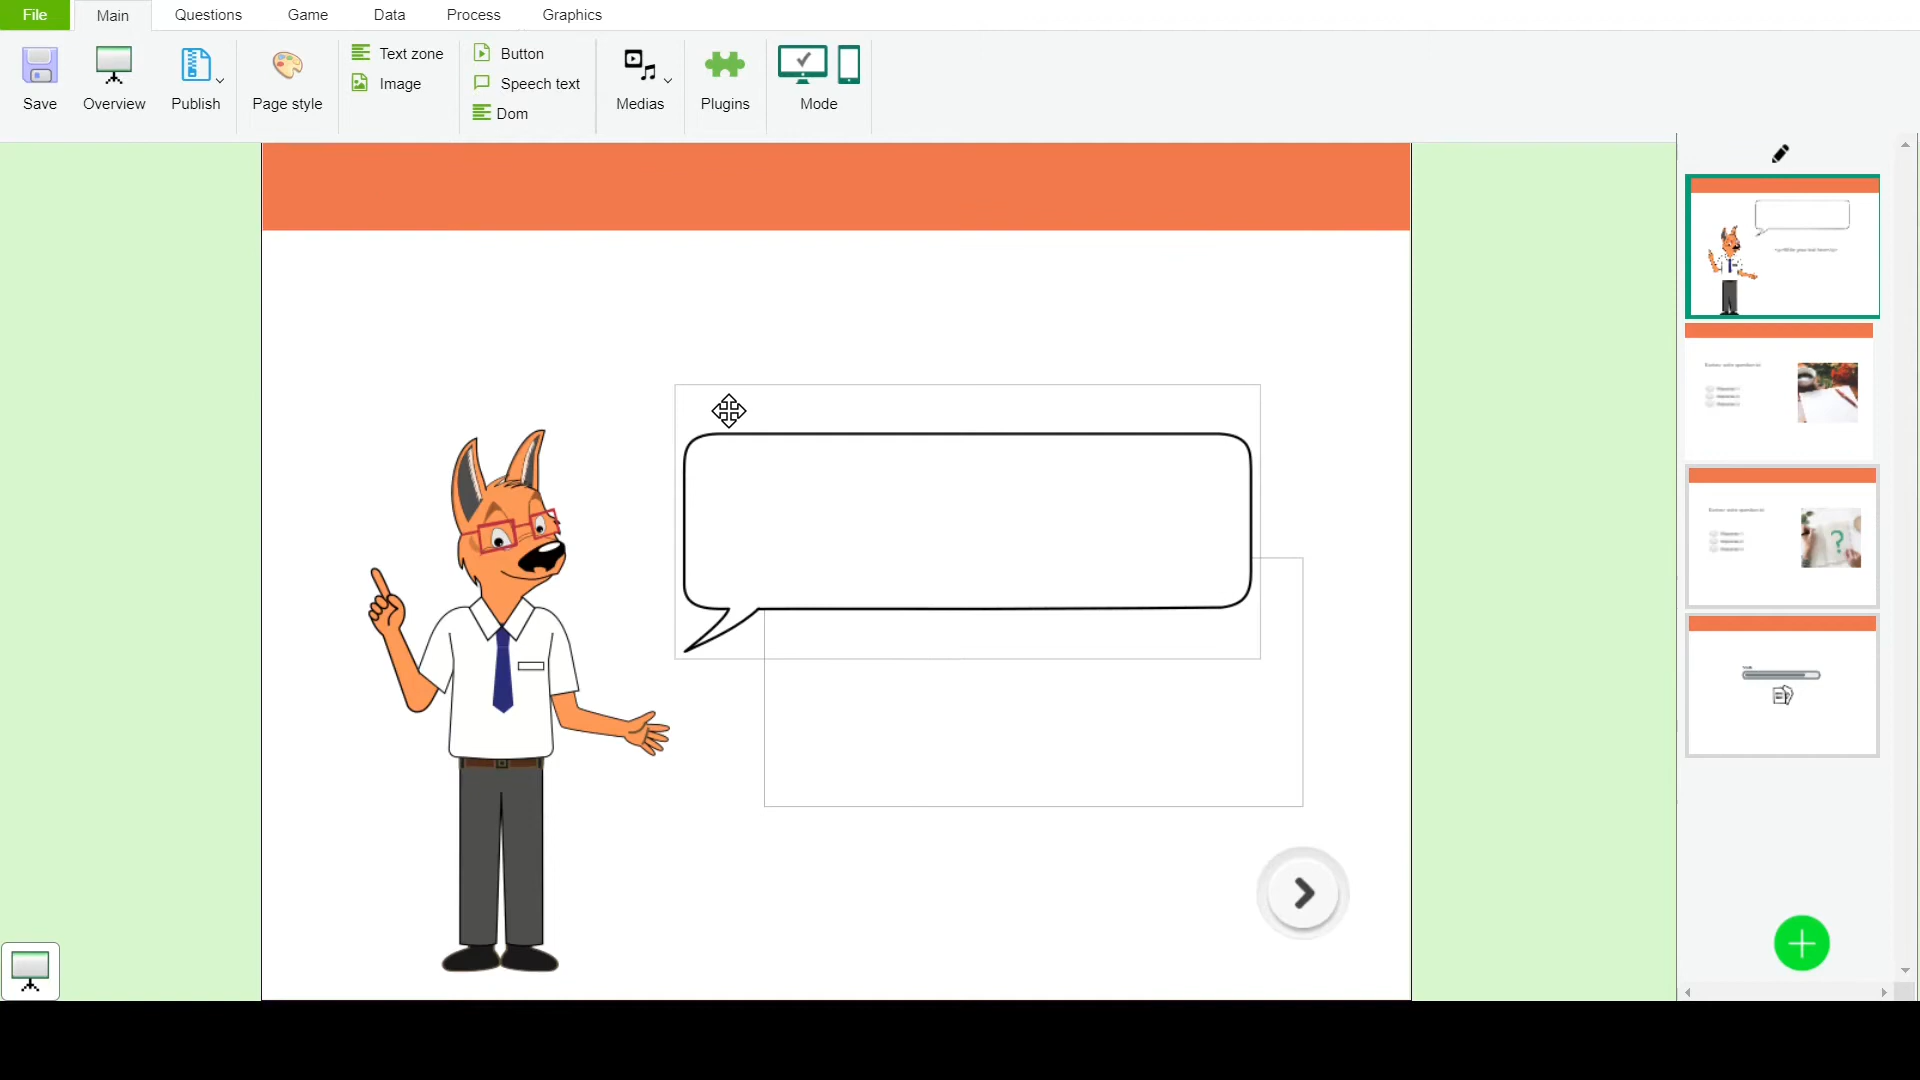 File
Main
Questions
Game
Data
Process
Graphics
Save
Overview
Publish
Page style
Text zone
Image
Button
Speech text
Dom
Medias
Plugins
Mode